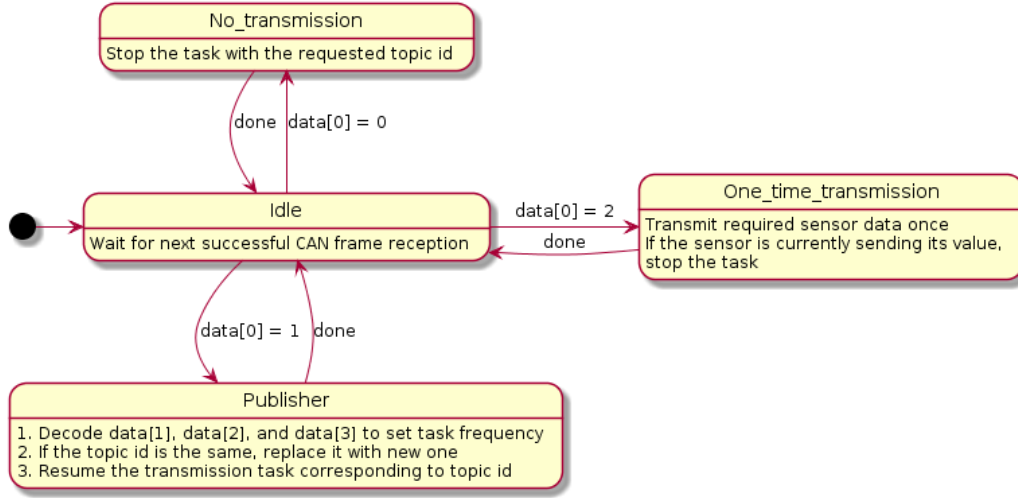 No_transmission
Stop the task with the requested topic id
done
data[0] = 0
Idle
Wait for next successful CAN frame reception
data[0] = 2
done
One_time_transmission
Transmit required sensor data once
If the sensor is currently sending its value,
stop the task
data[0] = 1
done
Publisher
1. Decode data[1], data[2], and data[3] to set task frequency
2. If the topic id is the same, replace it with new one
3. Resume the transmission task corresponding to topic id